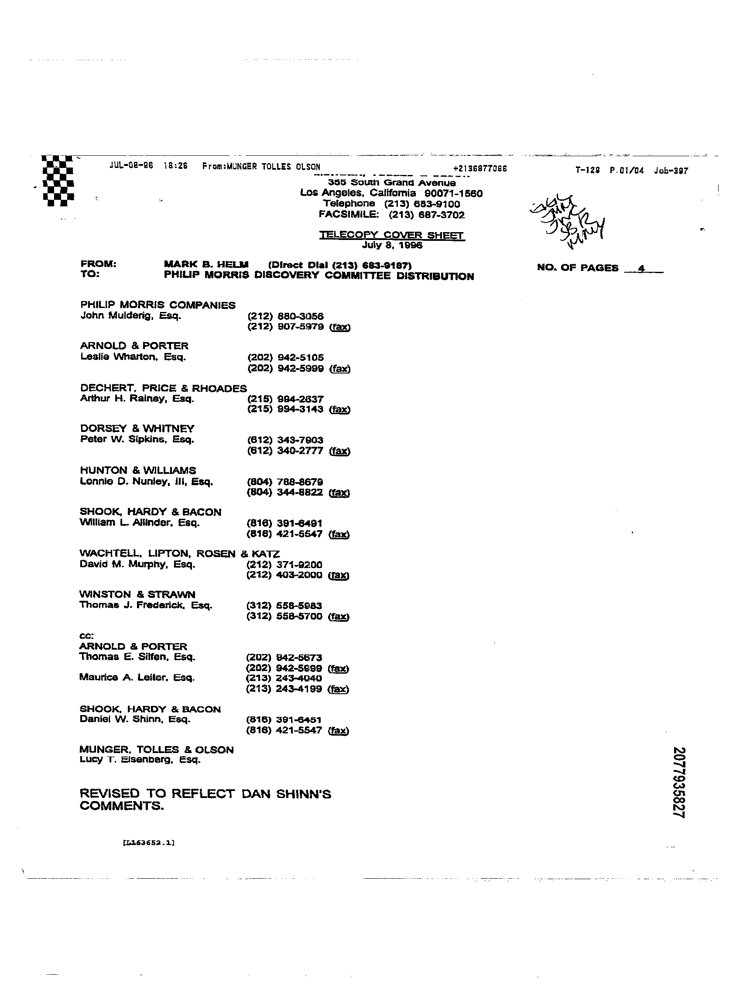 JUL-08-96 18:26 From:MUNGER TOLLES OLSON +2136877086 T-129 P.01/04 Job-397
355 South Grand Avenue
Los Angeles, California 90071-1560
Telephone (213) 683-9100
FACSIMILE: (213) 687-3702
TELECOPY COVER SHEET
July 8, 1996
FROM: MARK B. HELM (Direct Dial (213) 683-9187)
TO: PHILIP MORRIS DISCOVERY COMMITTEE DISTRIBUTION
NO. OF PAGES 4
PHILIP MORRIS COMPANIES
John Mulderig, Esq. (212) 880-3056
(212) 907-5979 (fax)
ARNOLD & PORTER
Leslie Wharton, Esq. (202) 942-5105
(202) 942-5999 (fax)
DECHERT, PRICE & RHOADES
Arthur H. Rainey, Esq. (215) 994-2637
(215) 994-3143 (fax)
DORSEY & WHITNEY
Peter W. Sipkins, Esq. (612) 343-7903
(612) 340-2777 (fax)
HUNTON & WILLIAMS
Lonnie D. Nunley, III, Esq. (804) 788-8679
(804) 344-8822 (fax)
SHOOK, HARDY & BACON
William L. Allinder, Esq. (816) 391-6491
(816) 421-5547 (fax)
WACHTELL, LIPTON, ROSEN & KATZ
David M. Murphy, Esq. (212) 371-9200
(212) 403-2000 (fax)
WINSTON & STRAWN
Thomas J. Frederick, Esq. (312) 558-5983
(312) 558-5700 (fax)
cc:
ARNOLD & PORTER
Thomas E. Silfen, Esq. (202) 942-5673
(202) 942-5999 (fax)
Maurice A. Leiter, Esq. (213) 243-4040
(213) 243-4199 (fax)
SHOOK, HARDY & BACON
Daniel W. Shinn, Esq. (816) 391-6451
(816) 421-5547 (fax)
MUNGER, TOLLES & OLSON
Lucy T. Eisenberg, Esq.
REVISED TO REFLECT DAN SHINN'S
COMMENTS.
[L163652.1]
2077935827